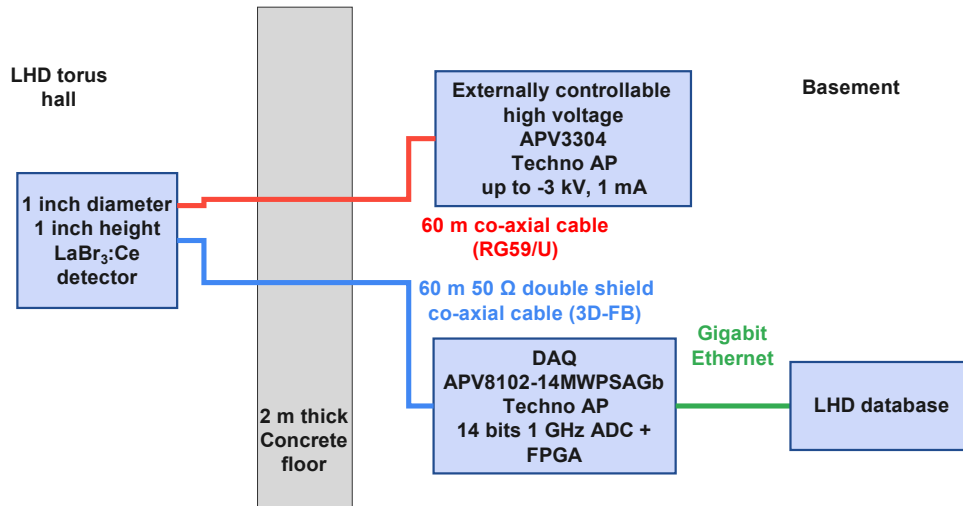 LHD torus
hall
1 inch diameter
1 inch height
LaBr₃:Ce
detector
2 m thick
Concrete
floor
Externally controllable
high voltage
APV3304
Techno AP
up to -3 kV, 1 mA
60 m co-axial cable
(RG59/U)
60 m 50 Ω double shield
co-axial cable (3D-FB)
DAQ
APV8102-14MWPSAGb
Techno AP
14 bits 1 GHz ADC +
FPGA
Gigabit
Ethernet
Basement
LHD database